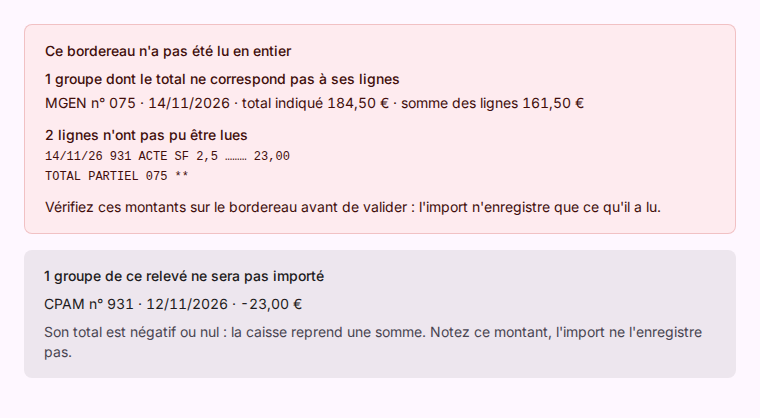 Ce bordereau n'a pas été lu en entier
1 groupe dont le total ne correspond pas à ses lignes
MGEN n° 075 · 14/11/2026 · total indiqué 184,50 € · somme des lignes 161,50 €
2 lignes n'ont pas pu être lues
14/11/26 931 ACTE SF 2,5 ……… 23,00
TOTAL PARTIEL 075 **
Vérifiez ces montants sur le bordereau avant de valider : l'import n'enregistre que ce qu'il a lu.
1 groupe de ce relevé ne sera pas importé
CPAM n° 931 · 12/11/2026 · -23,00 €
Son total est négatif ou nul : la caisse reprend une somme. Notez ce montant, l'import ne l'enregistre
pas.